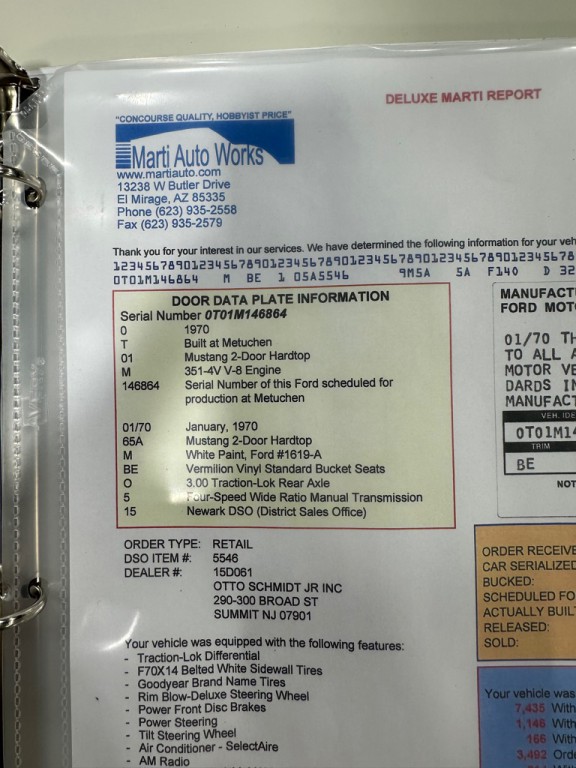 DELUXE MARTI REPORT
"CONCOURSE QUALITY, HOBBYIST PRICE"
Marti Auto Works
www.martiauto.com
13238 W Butler Drive
El Mirage, AZ 85335
Phone (623) 935-2558
Fax (623) 935-2579
Thank you for your interest in our services. We have determined the following information for your veh
1234567890123456789012345678901234567890123456789012345678
0T01M146864 M BE 1 05A5546 9M5A 5A F140 D 32
DOOR DATA PLATE INFORMATION
Serial Number 0T01M146864
0 1970
T Built at Metuchen
01 Mustang 2-Door Hardtop
M 351-4V V-8 Engine
146864 Serial Number of this Ford scheduled for
production at Metuchen
01/70 January, 1970
65A Mustang 2-Door Hardtop
M White Paint, Ford #1619-A
BE Vermilion Vinyl Standard Bucket Seats
O 3.00 Traction-Lok Rear Axle
5 Four-Speed Wide Ratio Manual Transmission
15 Newark DSO (District Sales Office)
MANUFACTU
FORD MOTO
01/70 TH
TO ALL A
MOTOR VE
DARDS IN
MANUFACT
VEH. IDE
0T01M14
TRIM
BE
NOT
ORDER TYPE: RETAIL
DSO ITEM #: 5546
DEALER #: 15D061
OTTO SCHMIDT JR INC
290-300 BROAD ST
SUMMIT NJ 07901
ORDER RECEIVE
CAR SERIALIZED
BUCKED:
SCHEDULED FO
ACTUALLY BUIL
RELEASED:
SOLD:
Your vehicle was equipped with the following features:
- Traction-Lok Differential
- F70X14 Belted White Sidewall Tires
- Goodyear Brand Name Tires
- Rim Blow-Deluxe Steering Wheel
- Power Front Disc Brakes
- Power Steering
- Tilt Steering Wheel
- Air Conditioner - SelectAire
- AM Radio
Your vehicle was
7,435 With
1,146 With
166 With
3,492 Orde